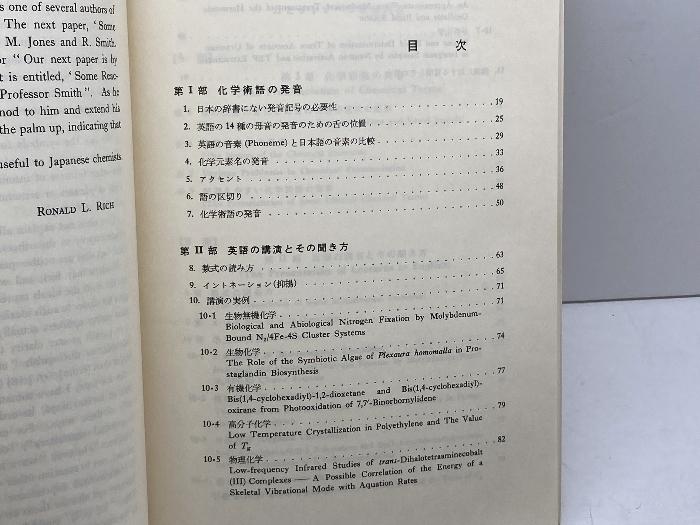 s one of several authors of
The next paper, ‘Some
M. Jones and R. Smith.
r “Our next paper is by
t is entitled, ‘Some Reso-
Professor Smith”. As he
nod to him and extend his
the palm up, indicating that
useful to Japanese chemists.
RONALD L. RICH
目 次
第 I 部 化学術語の発音
1. 日本の辞書にない発音記号の必要性 19
2. 英語の 14 種の母音の発音のための舌の位置 25
3. 英語の音素 (Phoneme) と日本語の音素の比較 29
4. 化学元素名の発音 33
5. アクセント 36
6. 語の区切り 48
7. 化学術語の発音 50
第 II 部 英語の講演とその聞き方
8. 数式の読み方 63
9. イントネーション(抑揚) 65
10. 講演の実例 71
10・1 生物無機化学 71
Biological and Abiological Nitrogen Fixation by Molybdenum-
Bound N₂/4Fe-4S Cluster Systems
10・2 生物化学 74
The Role of the Symbiotic Algae of Plexaura homomalla in Pro-
staglandin Biosynthesis
10・3 有機化学 77
Bis(1,4-cyclohexadiyl)-1,2-dioxetane and Bis(1,4-cyclohexadiyl)-
oxirane from Photooxidation of 7,7′-Binorbornylidene
10・4 高分子化学 79
Low Temperature Crystallization in Polyethylene and The Value
of Tg
10・5 物理化学 82
Low-frequency Infrared Studies of trans-Dihalotetraamminecobalt
(III) Complexes — A Possible Correlation of the Energy of a
Skeletal Vibrational Mode with Aquation Rates